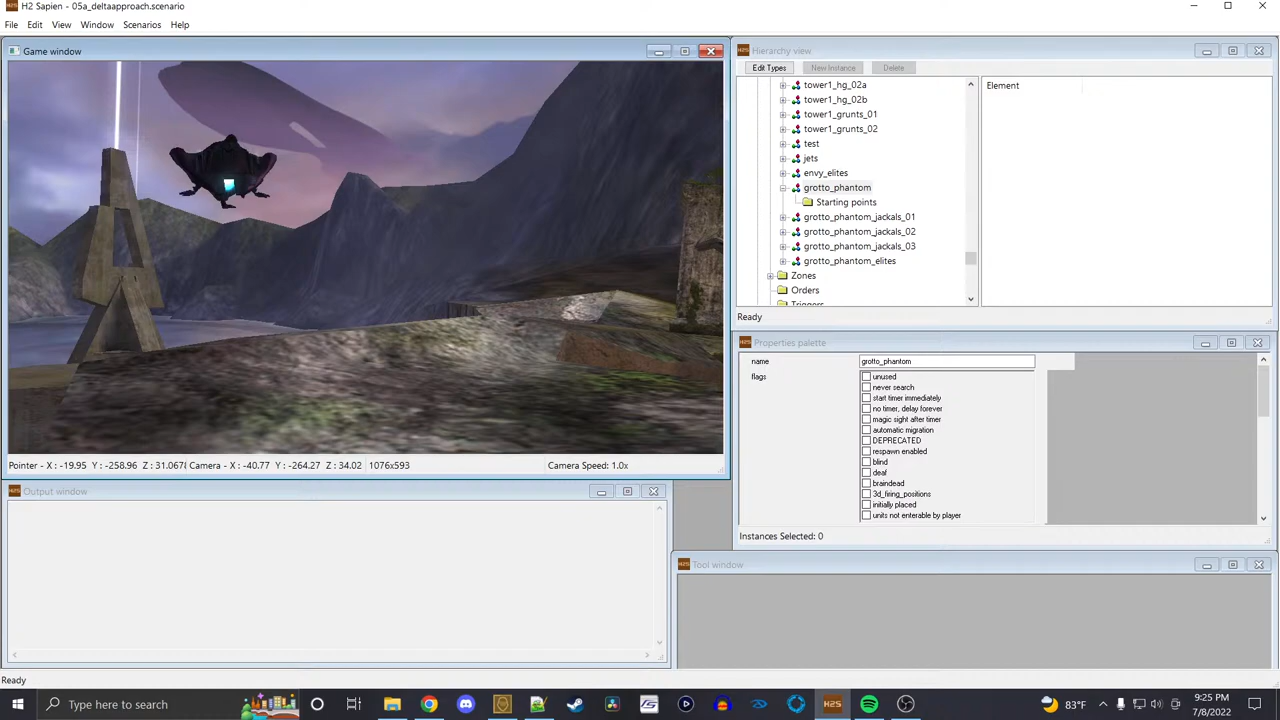 H2 Sapien - 05a_deltaapproach.scenario
File Edit View Window Scenarios Help
Game window
Pointer - X : -19.95 Y : -258.96 Z : 31.067( Camera - X : -40.77 Y : -264.27 Z : 34.02 1076x593 Camera Speed: 1.0x
Hierarchy view
Edit Types New Instance Delete
tower1_hg_02a
tower1_hg_02b
tower1_grunts_01
tower1_grunts_02
test
jets
envy_elites
grotto_phantom
Starting points
grotto_phantom_jackals_01
grotto_phantom_jackals_02
grotto_phantom_jackals_03
grotto_phantom_elites
Zones
Orders
Triggers
Element
Ready
Properties palette
name grotto_phantom
flags unused
never search
start timer immediately
no timer, delay forever
magic sight after timer
automatic migration
DEPRECATED
respawn enabled
blind
deaf
braindead
3d_firing_positions
initially placed
units not enterable by player
Instances Selected: 0
Output window
Tool window
Ready
Type here to search
H2S
83°F
9:25 PM
7/8/2022